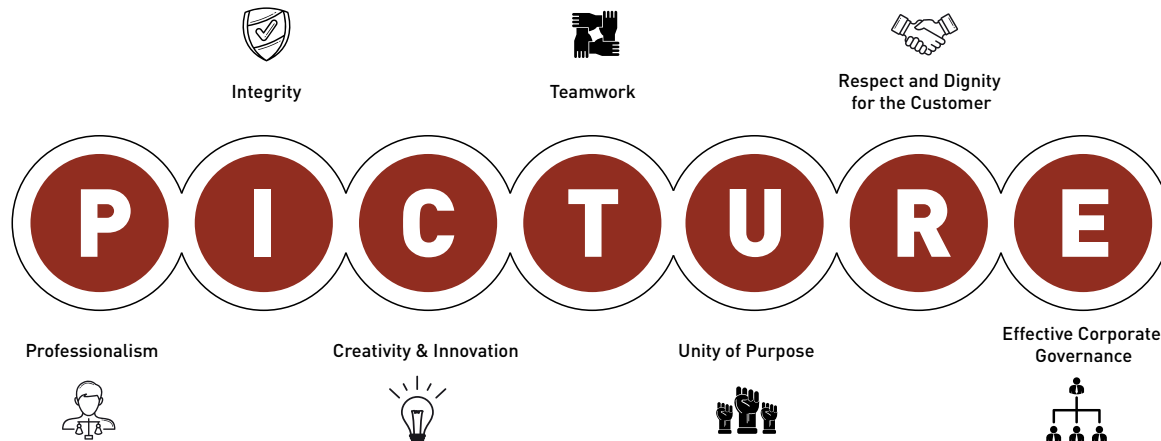 Integrity
Teamwork
Respect and Dignity
for the Customer
P I C T U R E
Professionalism
Creativity & Innovation
Unity of Purpose
Effective Corporate
Governance